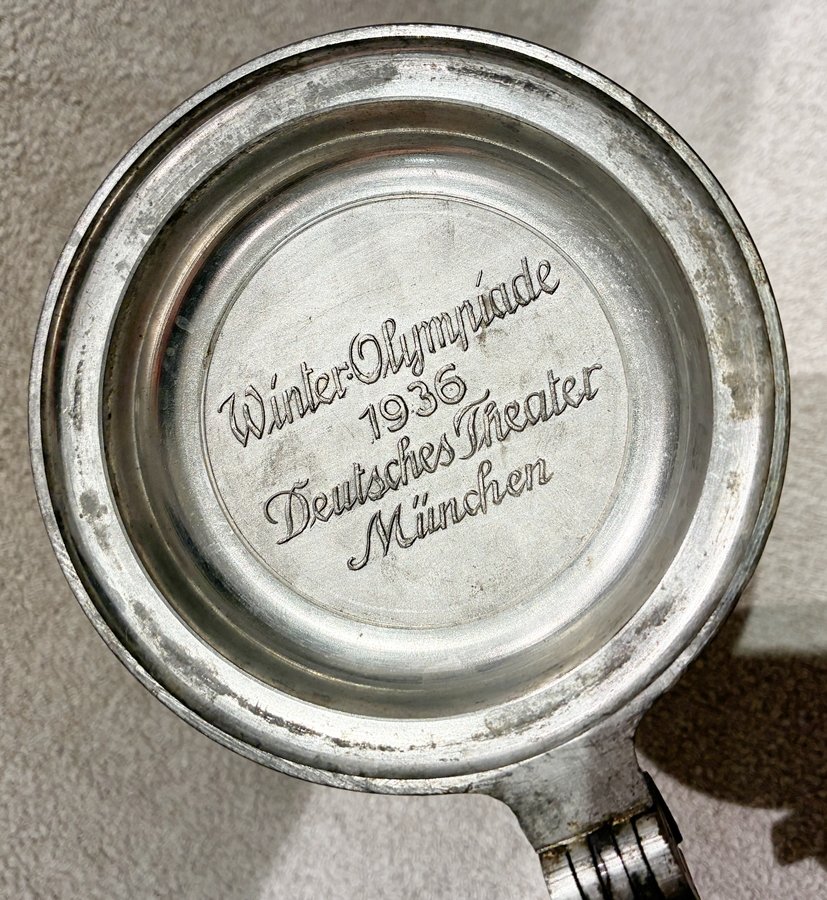 Winter-Olympiade
1936
Deutsches Theater
München